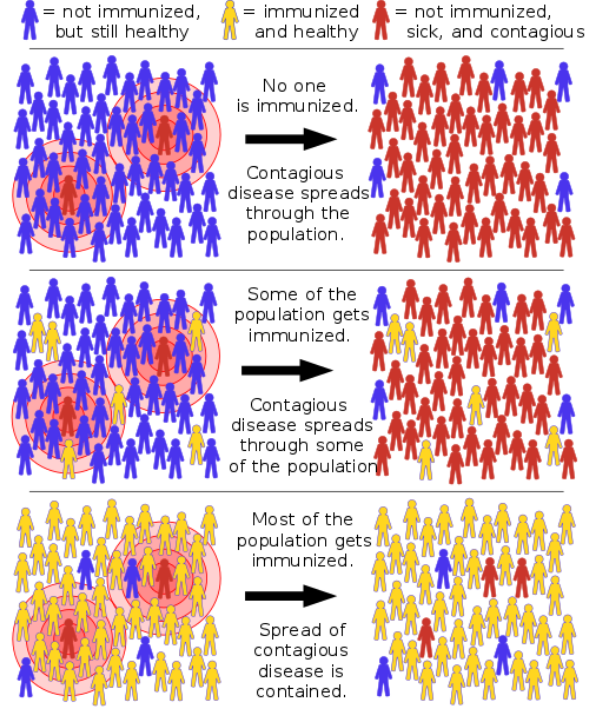 = not immunized, but still healthy
= immunized and healthy
= not immunized, sick, and contagious
No one
is immunized.
Contagious
disease spreads
through the
population.
Some of the
population gets
immunized.
Contagious
disease spreads
through some
of the population
Most of the
population gets
immunized.
Spread of
contagious
disease is
contained.